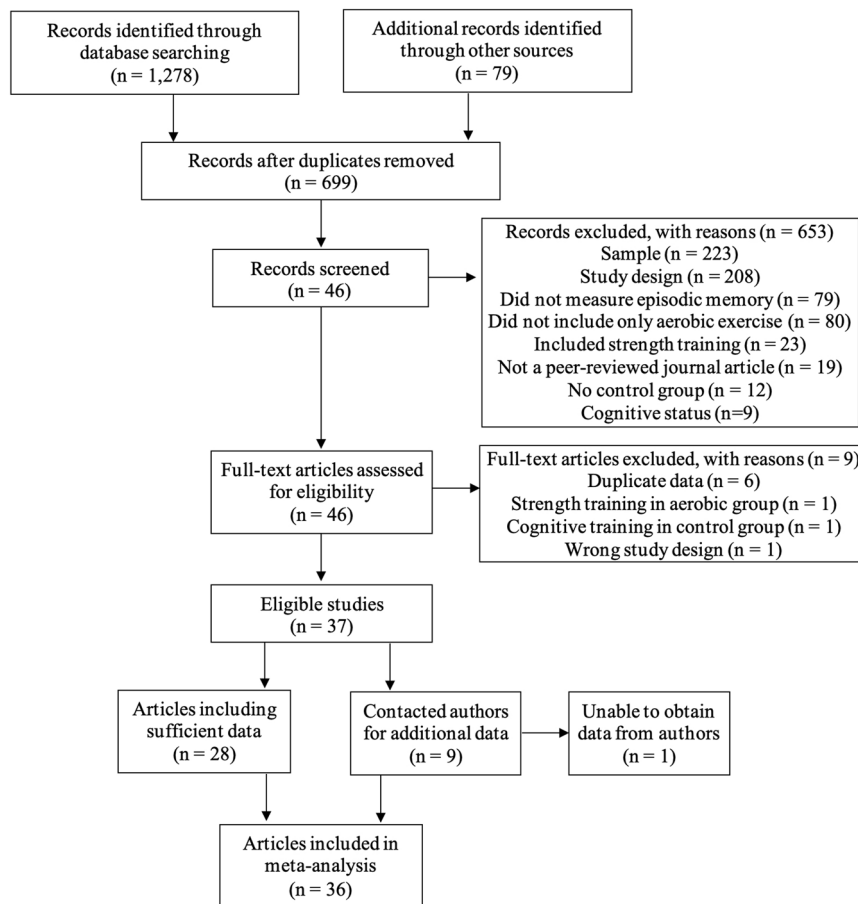 Records identified through
database searching
(n = 1,278)
Additional records identified
through other sources
(n = 79)
Records after duplicates removed
(n = 699)
Records screened
(n = 46)
Records excluded, with reasons (n = 653)
Sample (n = 223)
Study design (n = 208)
Did not measure episodic memory (n = 79)
Did not include only aerobic exercise (n = 80)
Included strength training (n = 23)
Not a peer-reviewed journal article (n = 19)
No control group (n = 12)
Cognitive status (n=9)
Full-text articles assessed
for eligibility
(n = 46)
Full-text articles excluded, with reasons (n = 9)
Duplicate data (n = 6)
Strength training in aerobic group (n = 1)
Cognitive training in control group (n = 1)
Wrong study design (n = 1)
Eligible studies
(n = 37)
Articles including
sufficient data
(n = 28)
Contacted authors
for additional data
(n = 9)
Unable to obtain
data from authors
(n = 1)
Articles included in
meta-analysis
(n = 36)